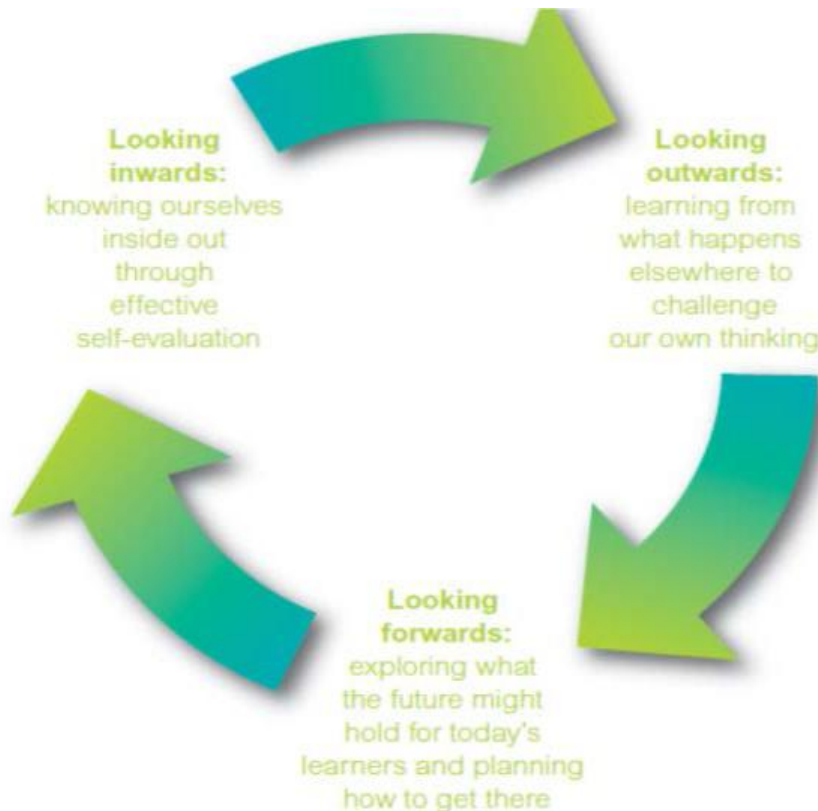 Looking
inwards:
knowing ourselves
inside out
through
effective
self-evaluation
Looking
outwards:
learning from
what happens
elsewhere to
challenge
our own thinking
Looking
forwards:
exploring what
the future might
hold for today's
learners and planning
how to get there